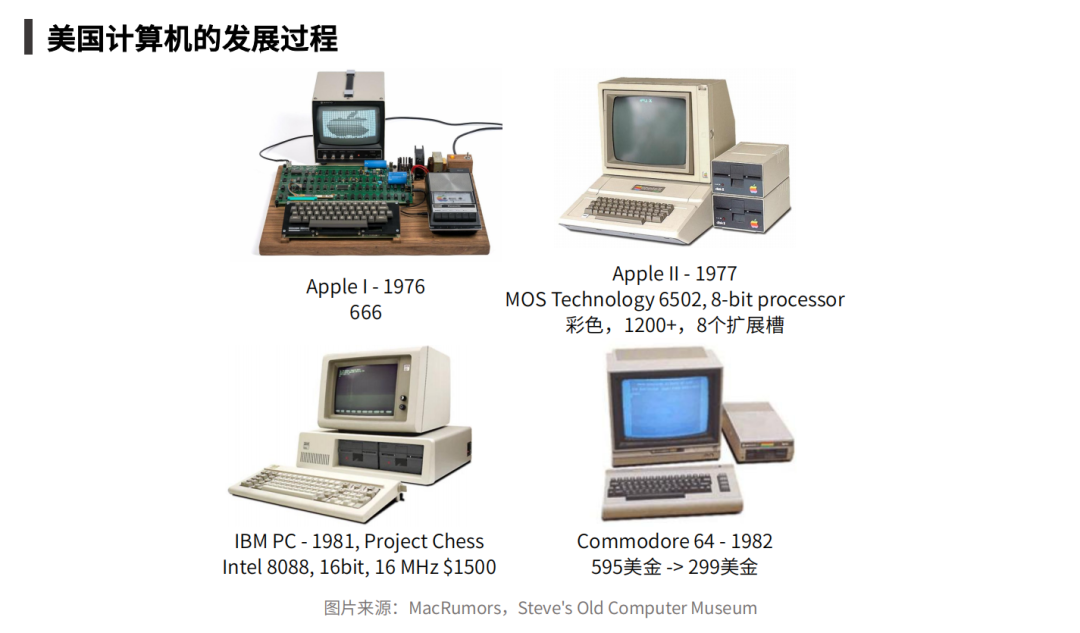 美国计算机的发展过程
Apple I - 1976
666
Apple II - 1977
MOS Technology 6502, 8-bit processor
彩色，1200+，8个扩展槽
IBM PC - 1981, Project Chess
Intel 8088, 16bit, 16 MHz $1500
Commodore 64 - 1982
595美金 -> 299美金
图片来源：MacRumors，Steve's Old Computer Museum